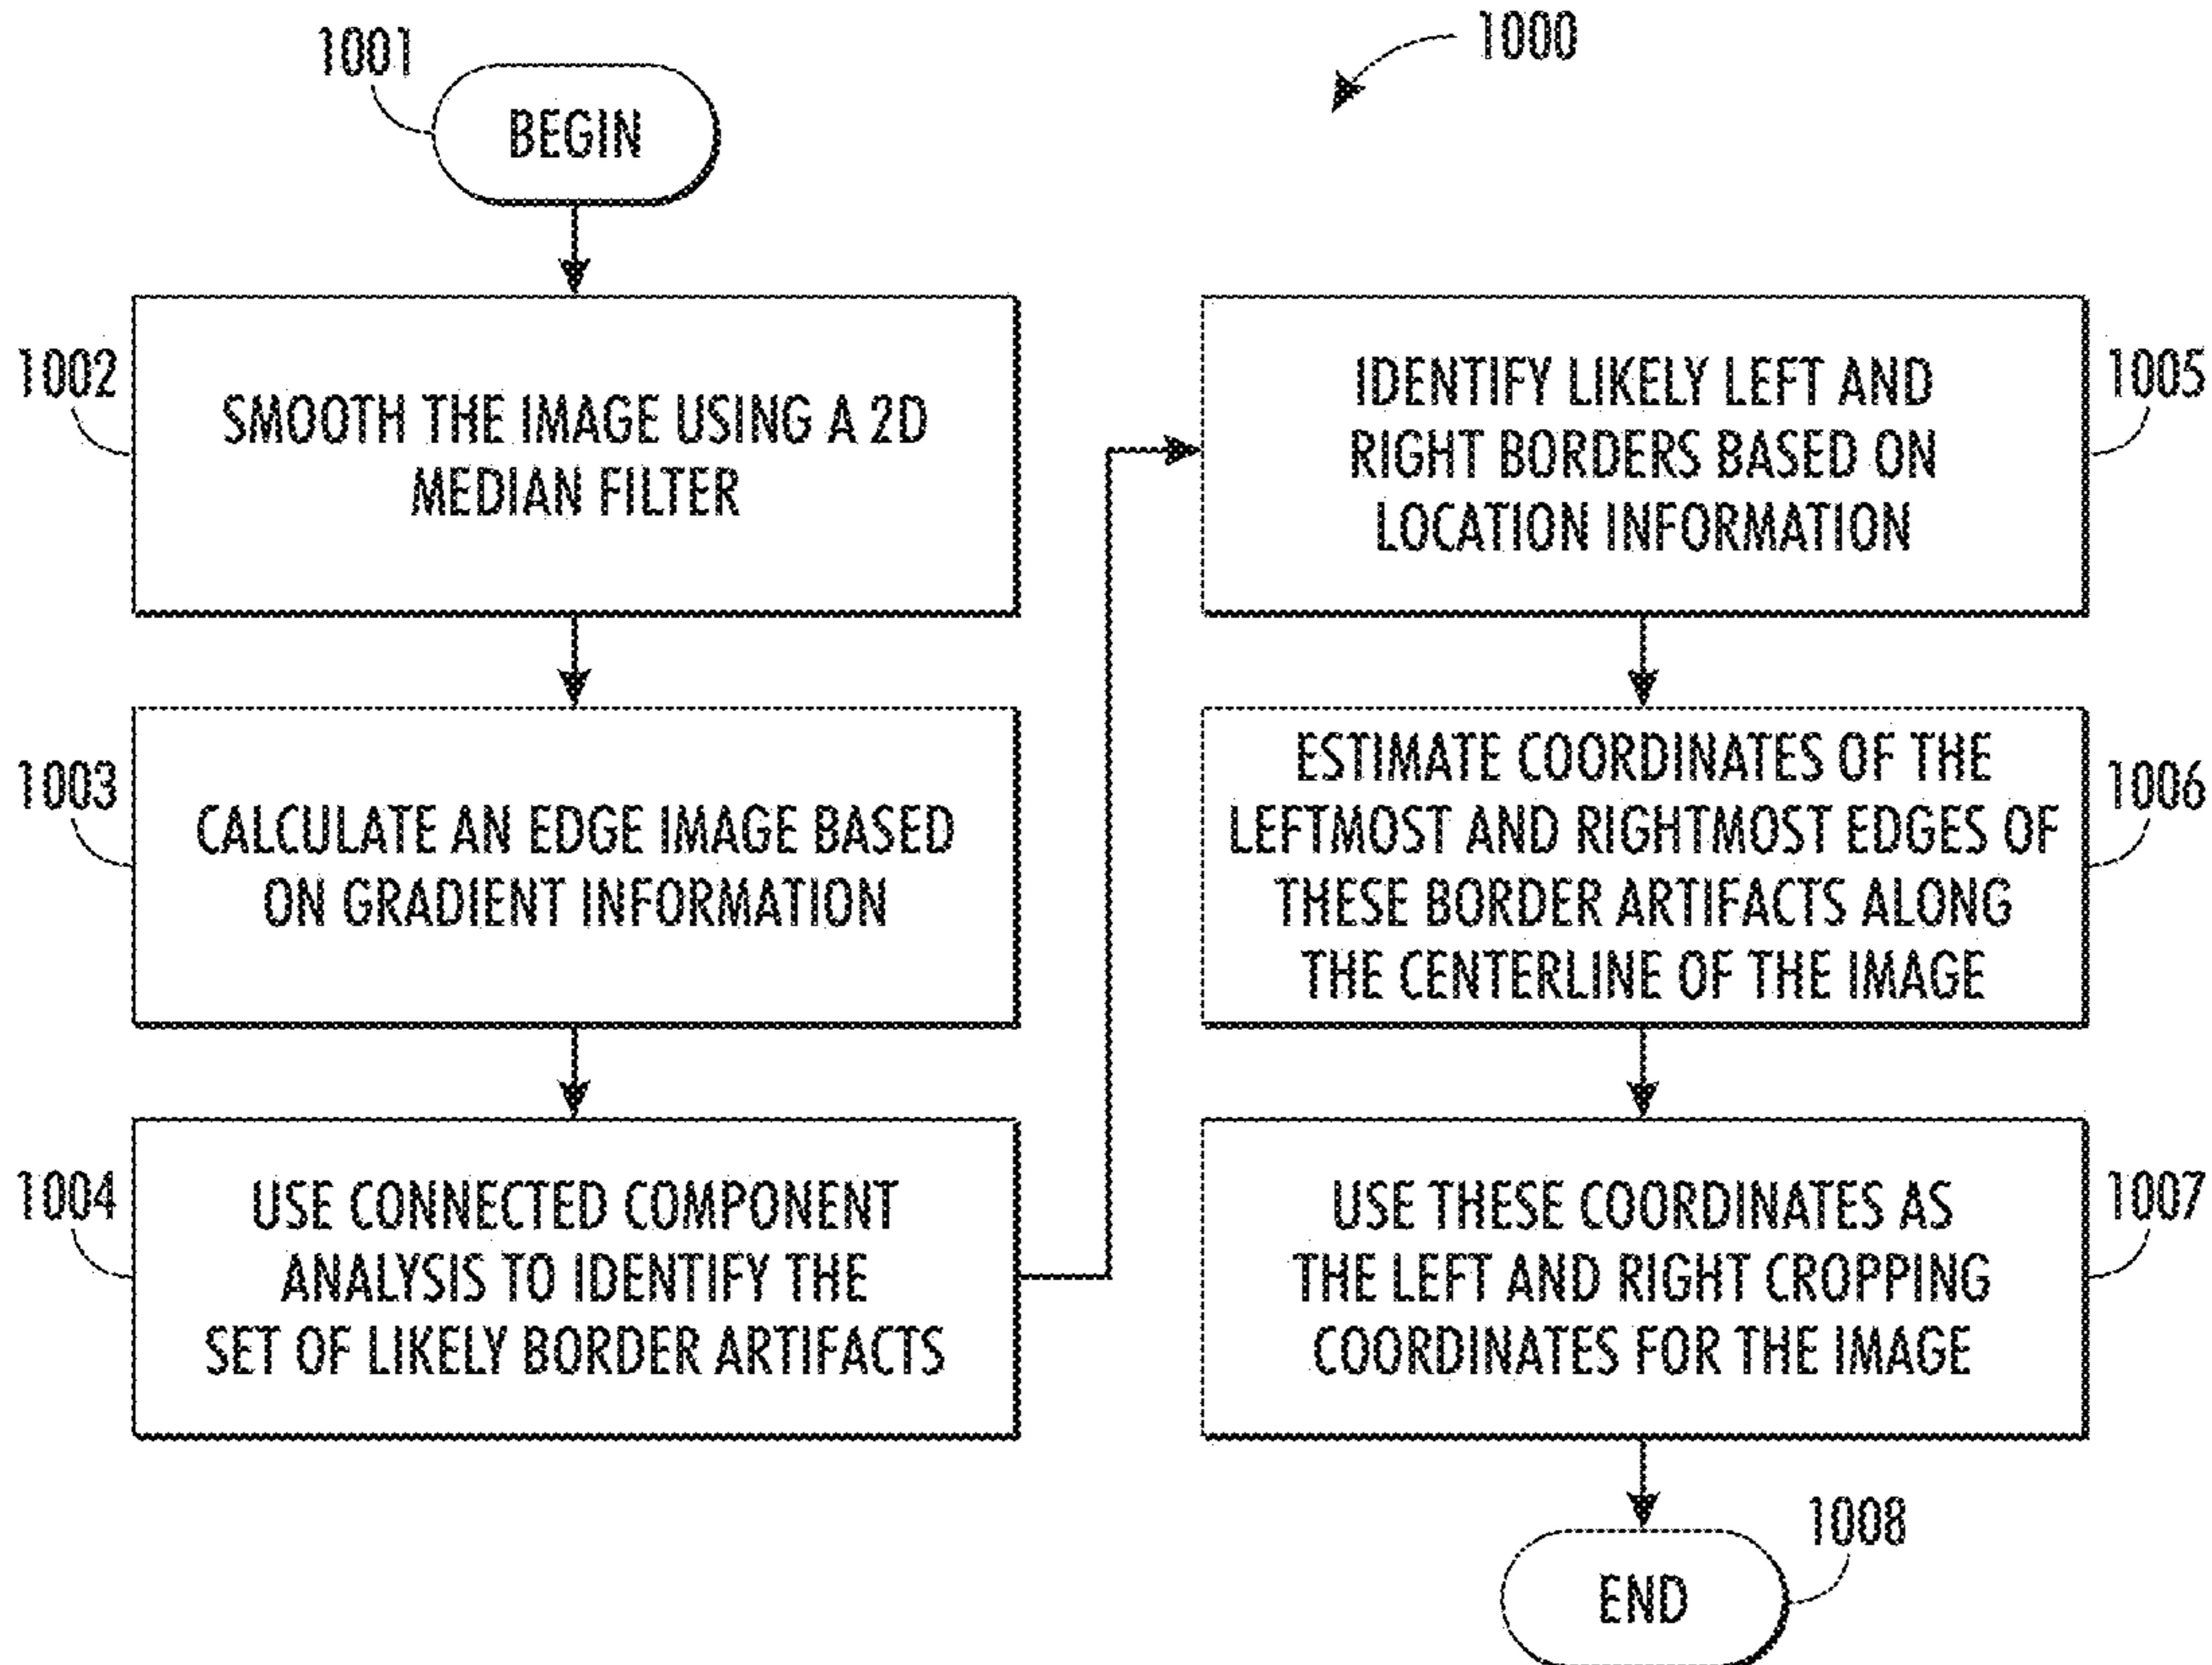 1000
1001
BEGIN
1002
SMOOTH THE IMAGE USING A 2D
MEDIAN FILTER
1003
CALCULATE AN EDGE IMAGE BASED
ON GRADIENT INFORMATION
1004
USE CONNECTED COMPONENT
ANALYSIS TO IDENTIFY THE
SET OF LIKELY BORDER ARTIFACTS
1005
IDENTIFY LIKELY LEFT AND
RIGHT BORDERS BASED ON
LOCATION INFORMATION
1006
ESTIMATE COORDINATES OF THE
LEFTMOST AND RIGHTMOST EDGES OF
THESE BORDER ARTIFACTS ALONG
THE CENTERLINE OF THE IMAGE
1007
USE THESE COORDINATES AS
THE LEFT AND RIGHT CROPPING
COORDINATES FOR THE IMAGE
1008
END